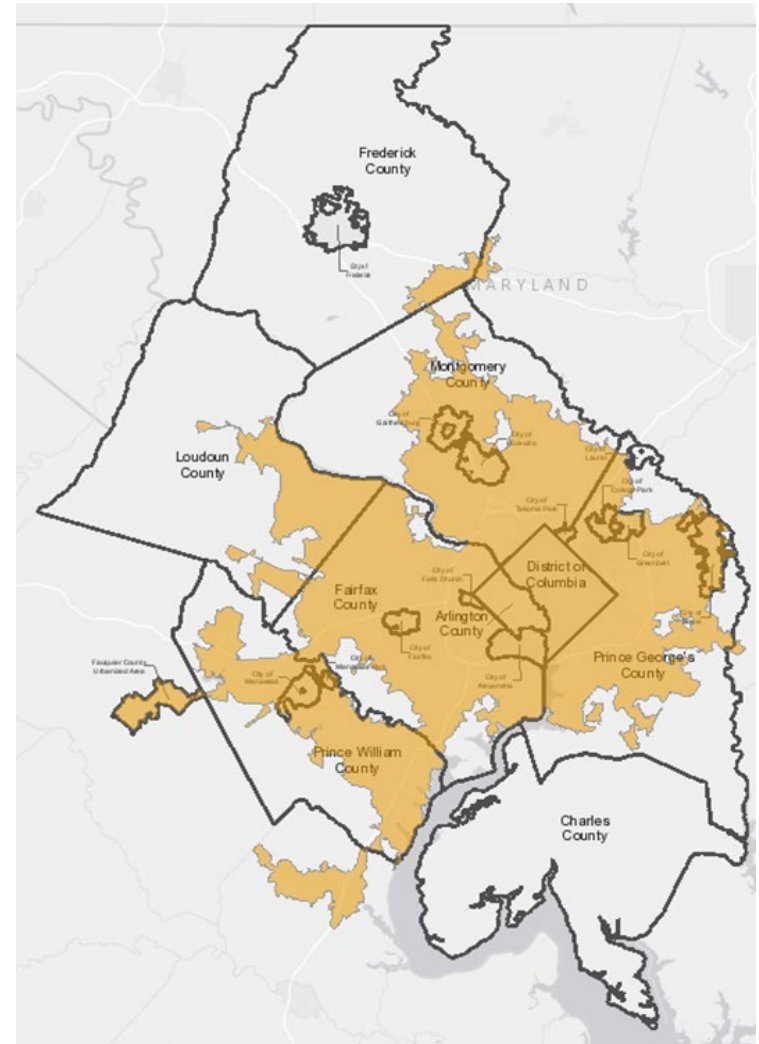 Frederick
County
City of
Frederick
MARYLAND
Montgomery
County
City of
Gaithersburg
City of
Rockville
Loudoun
County
City of
Laurel
City of
College Park
City of
Takoma Park
City of
Greenbelt
District of
Columbia
City of
Falls Church
Fairfax
County
Arlington
County
City of
Fairfax
City of
Alexandria
City of
Prince George's
County
Fauquier County
Urbanized Area
City of
Manassas
City of
Prince William
County
Charles
County